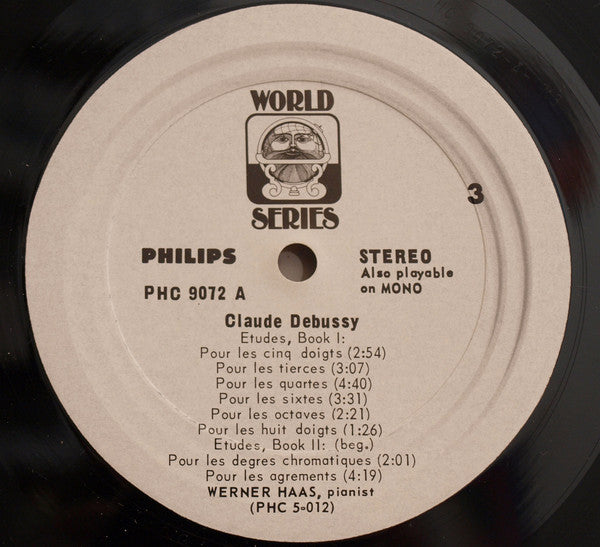 WORLD
SERIES
3
PHILIPS
STEREO
Also playable
on MONO
PHC 9072 A
Claude Debussy
Etudes, Book I:
Pour les cinq doigts (2:54)
Pour les tierces (3:07)
Pour les quartes (4:40)
Pour les sixtes (3:31)
Pour les octaves (2:21)
Pour les huit doigts (1:26)
Etudes, Book II: (beg.)
Pour les degres chromatiques (2:01)
Pour les agrements (4:19)
WERNER HAAS, pianist
(PHC 5-012)